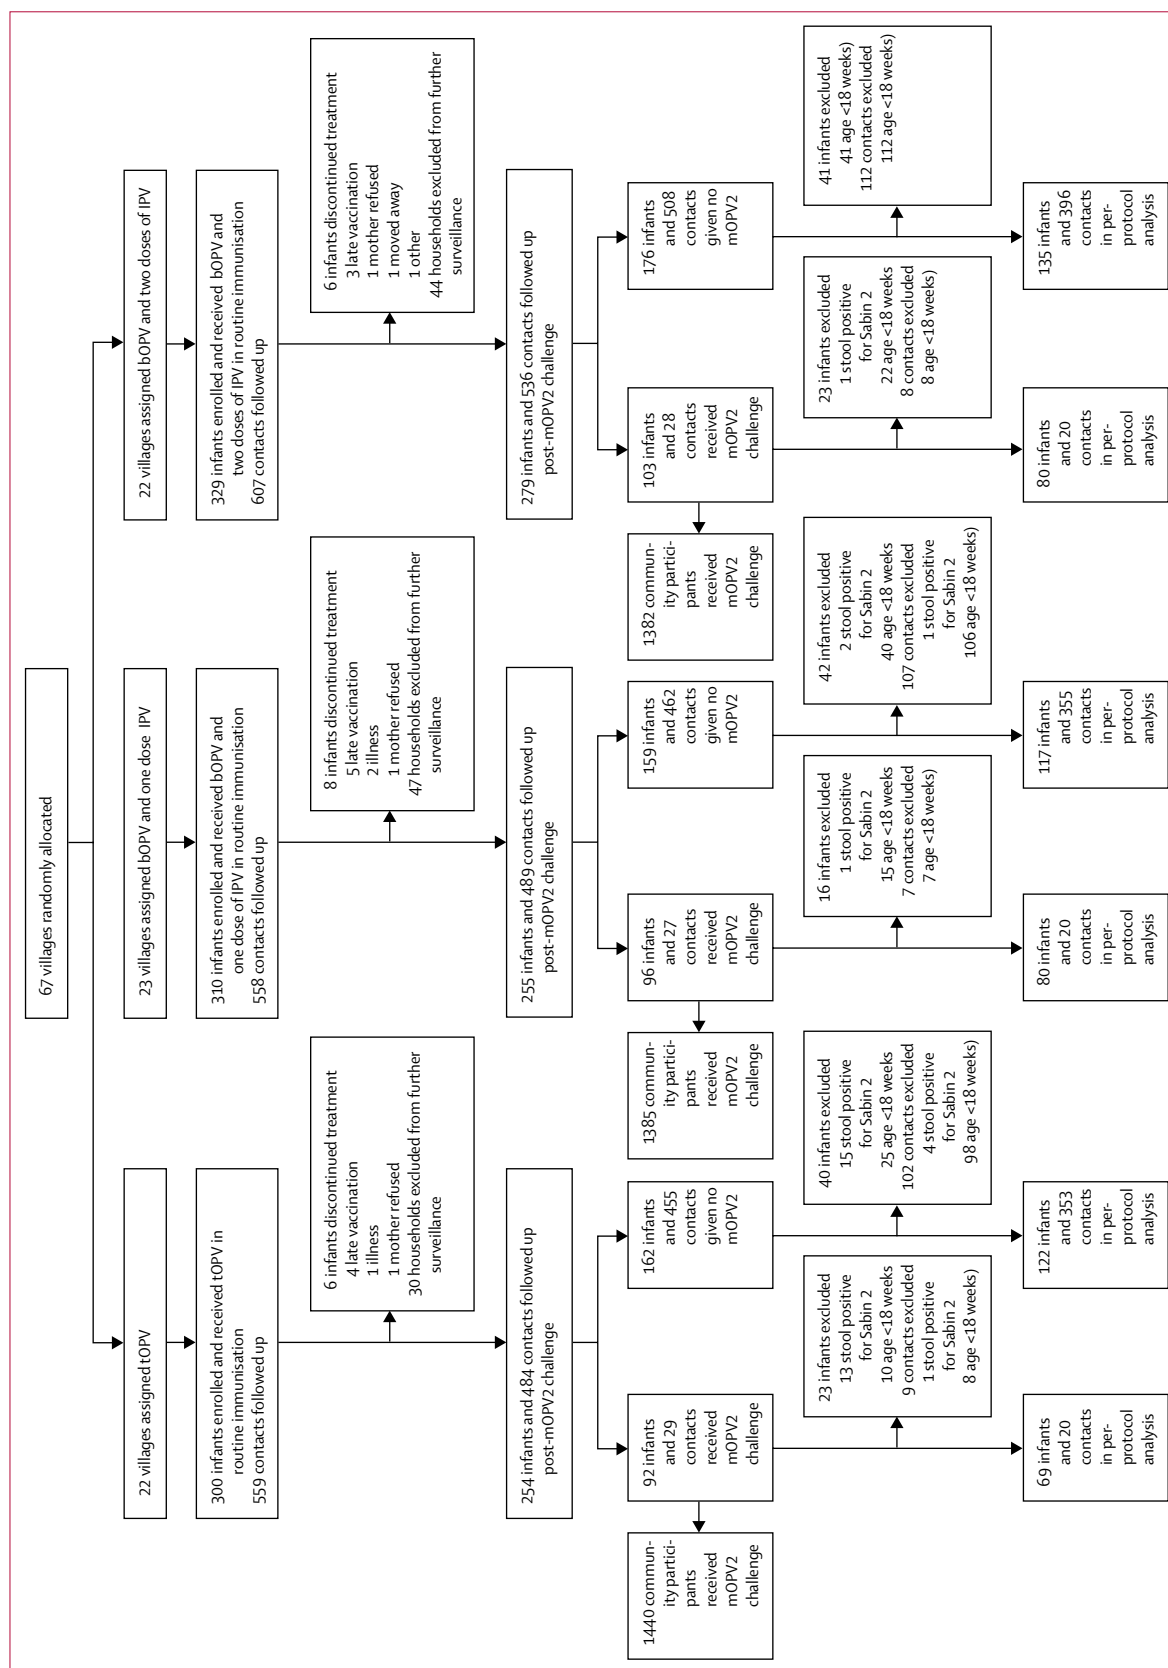 67 villages randomly allocated
22 villages assigned tOPV
23 villages assigned bOPV and one dose IPV
22 villages assigned bOPV and two doses of IPV
300 infants enrolled and received tOPV in
routine immunisation
559 contacts followed up
310 infants enrolled and received bOPV and
one dose of IPV in routine immunisation
558 contacts followed up
329 infants enrolled and received bOPV and
two doses of IPV in routine immunisation
607 contacts followed up
6 infants discontinued treatment
4 late vaccination
1 illness
1 mother refused
30 households excluded from further
surveillance
8 infants discontinued treatment
5 late vaccination
2 illness
1 mother refused
47 households excluded from further
surveillance
6 infants discontinued treatment
3 late vaccination
1 mother refused
1 moved away
1 other
44 households excluded from further
surveillance
254 infants and 484 contacts followed up
post-mOPV2 challenge
255 infants and 489 contacts followed up
post-mOPV2 challenge
279 infants and 536 contacts followed up
post-mOPV2 challenge
1440 commun-
ity partici-
pants
received
mOPV2
challenge
92 infants
and 29
contacts
received
mOPV2
challenge
162 infants
and 455
contacts
given no
mOPV2
1385 commun-
ity partici-
pants
received
mOPV2
challenge
96 infants
and 27
contacts
received
mOPV2
challenge
159 infants
and 462
contacts
given no
mOPV2
1382 commun-
ity partici-
pants
received
mOPV2
challenge
103 infants
and 28
contacts
received
mOPV2
challenge
176 infants
and 508
contacts
given no
mOPV2
23 infants excluded
13 stool positive
for Sabin 2
10 age <18 weeks
9 contacts excluded
1 stool positive
for Sabin 2
8 age <18 weeks)
40 infants excluded
15 stool positive
for Sabin 2
25 age <18 weeks
102 contacts excluded
4 stool positive
for Sabin 2
98 age <18 weeks)
16 infants excluded
1 stool positive
for Sabin 2
15 age <18 weeks
7 contacts excluded
7 age <18 weeks)
42 infants excluded
2 stool positive
for Sabin 2
40 age <18 weeks
107 contacts excluded
1 stool positive
for Sabin 2
106 age <18 weeks)
23 infants excluded
1 stool positive
for Sabin 2
22 age <18 weeks
8 contacts excluded
8 age <18 weeks)
41 infants excluded
41 age <18 weeks)
112 contacts excluded
112 age <18 weeks)
69 infants
and 20
contacts
in per-
protocol
analysis
122 infants
and 353
contacts
in per-
protocol
analysis
80 infants
and 20
contacts
in per-
protocol
analysis
117 infants
and 355
contacts
in per-
protocol
analysis
80 infants
and 20
contacts
in per-
protocol
analysis
135 infants
and 396
contacts
in per-
protocol
analysis